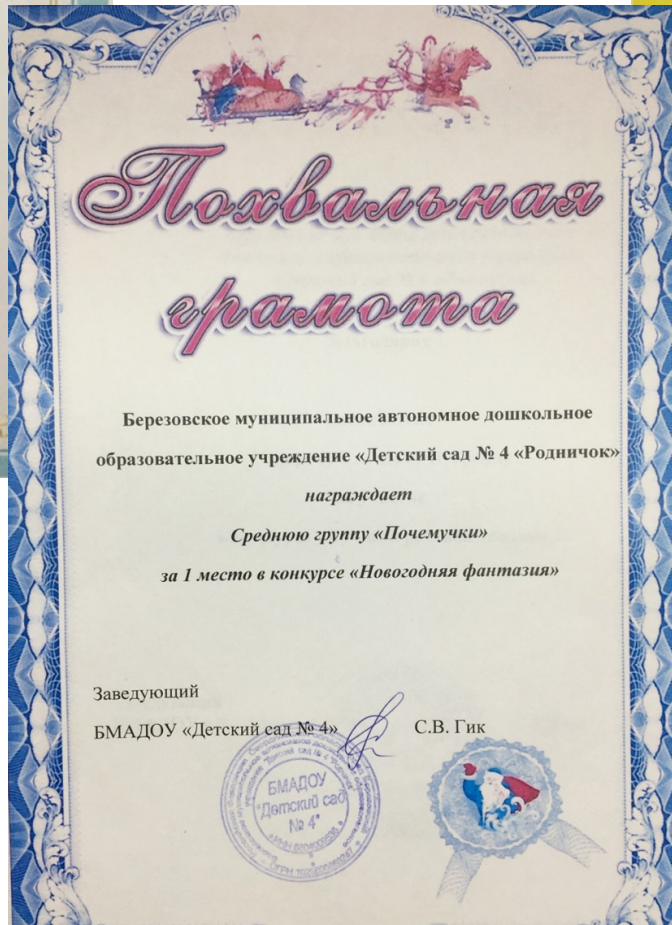 Похвальная
грамота
Березовское муниципальное автономное дошкольное
образовательное учреждение «Детский сад № 4 «Родничок»
награждает
Среднюю группу «Почемучки»
за 1 место в конкурсе «Новогодняя фантазия»
Заведующий
БМАДОУ «Детский сад № 4» С.В. Гик
БМАДОУ
"Детский сад
№ 4"